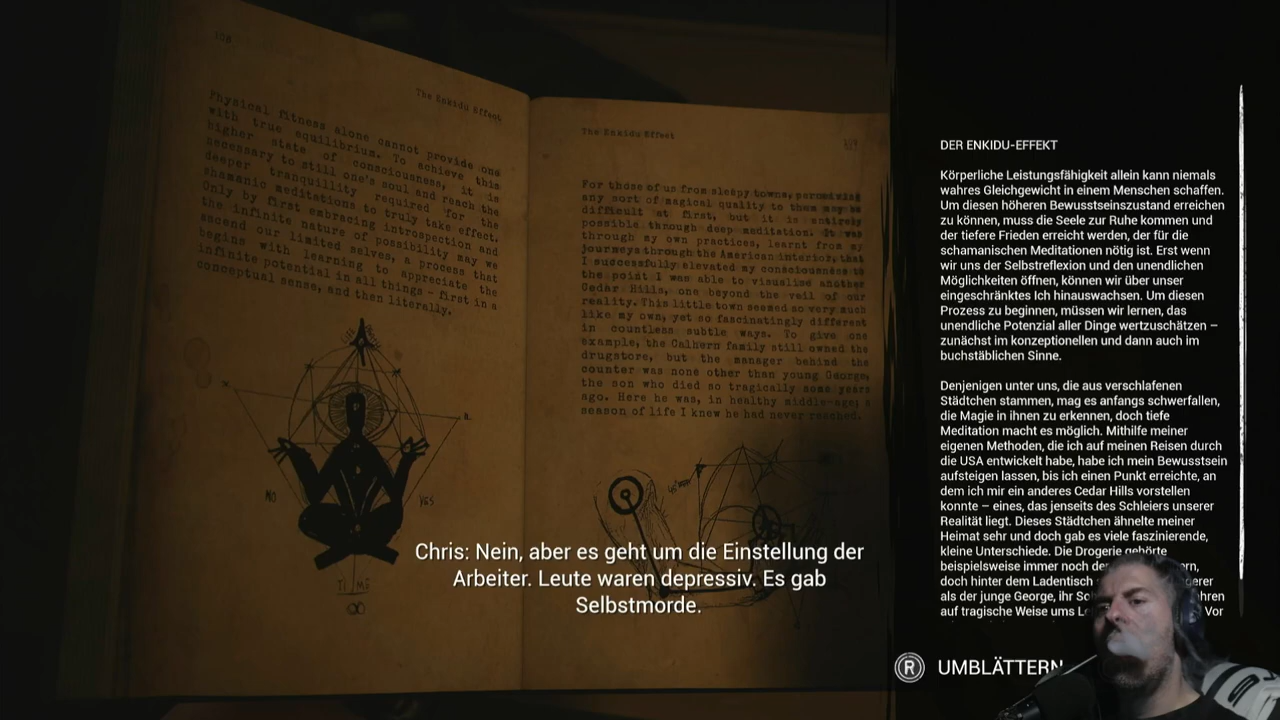 108
The Enkidu Effect
Physical fitness alone cannot provide one
with true equilibrium. To achieve this
higher state of consciousness, it is
necessary to still one's soul and reach the
deeper tranquillity required for the
shamanic meditations to truly take effect.
Only by first embracing introspection and
the infinite nature of possibility may we
ascend our limited selves, a process that
begins with learning to appreciate the
infinite potential in all things - first in a
conceptual sense, and then literally.
NO
YES
TIME
∞
The Enkidu Effect
For those of us from sleepy towns, perceiving
any sort of magical quality to them may be
difficult at first, but it is entirely
possible through deep meditation. It was
through my own practices, learnt from my
journeys through the American interior, that
I successfully elevated my consciousness to
the point I was able to visualise another
Cedar Hills, one beyond the veil of our
reality. This little town seemed so very much
like my own, yet so fascinatingly different
in countless subtle ways. To give one
example, the Calhern family still owned the
drugstore, but the manager behind the
counter was none other than young George,
the son who died so tragically some years
ago. Here he was, in healthy middle-age; a
season of life I knew he had never reached.
Chris: Nein, aber es geht um die Einstellung der
Arbeiter. Leute waren depressiv. Es gab
Selbstmorde.
DER ENKIDU-EFFEKT
Körperliche Leistungsfähigkeit allein kann niemals
wahres Gleichgewicht in einem Menschen schaffen.
Um diesen höheren Bewusstseinszustand erreichen
zu können, muss die Seele zur Ruhe kommen und
der tiefere Frieden erreicht werden, der für die
schamanischen Meditationen nötig ist. Erst wenn
wir uns der Selbstreflexion und den unendlichen
Möglichkeiten öffnen, können wir über unser
eingeschränktes Ich hinauswachsen. Um diesen
Prozess zu beginnen, müssen wir lernen, das
unendliche Potenzial aller Dinge wertzuschätzen –
zunächst im konzeptionellen und dann auch im
buchstäblichen Sinne.
Denjenigen unter uns, die aus verschlafenen
Städtchen stammen, mag es anfangs schwerfallen,
die Magie in ihnen zu erkennen, doch tiefe
Meditation macht es möglich. Mithilfe meiner
eigenen Methoden, die ich auf meinen Reisen durch
die USA entwickelt habe, habe ich mein Bewusstsein
aufsteigen lassen, bis ich einen Punkt erreichte, an
dem ich mir ein anderes Cedar Hills vorstellen
konnte – eines, das jenseits des Schleiers unserer
Realität liegt. Dieses Städtchen ähnelte meiner
Heimat sehr und doch gab es viele faszinierende,
kleine Unterschiede. Die Drogerie gehörte
beispielsweise immer noch den
doch hinter dem Ladentisch
als der junge George, ihr
auf tragische Weise ums Vor
R UMBLÄTTERN